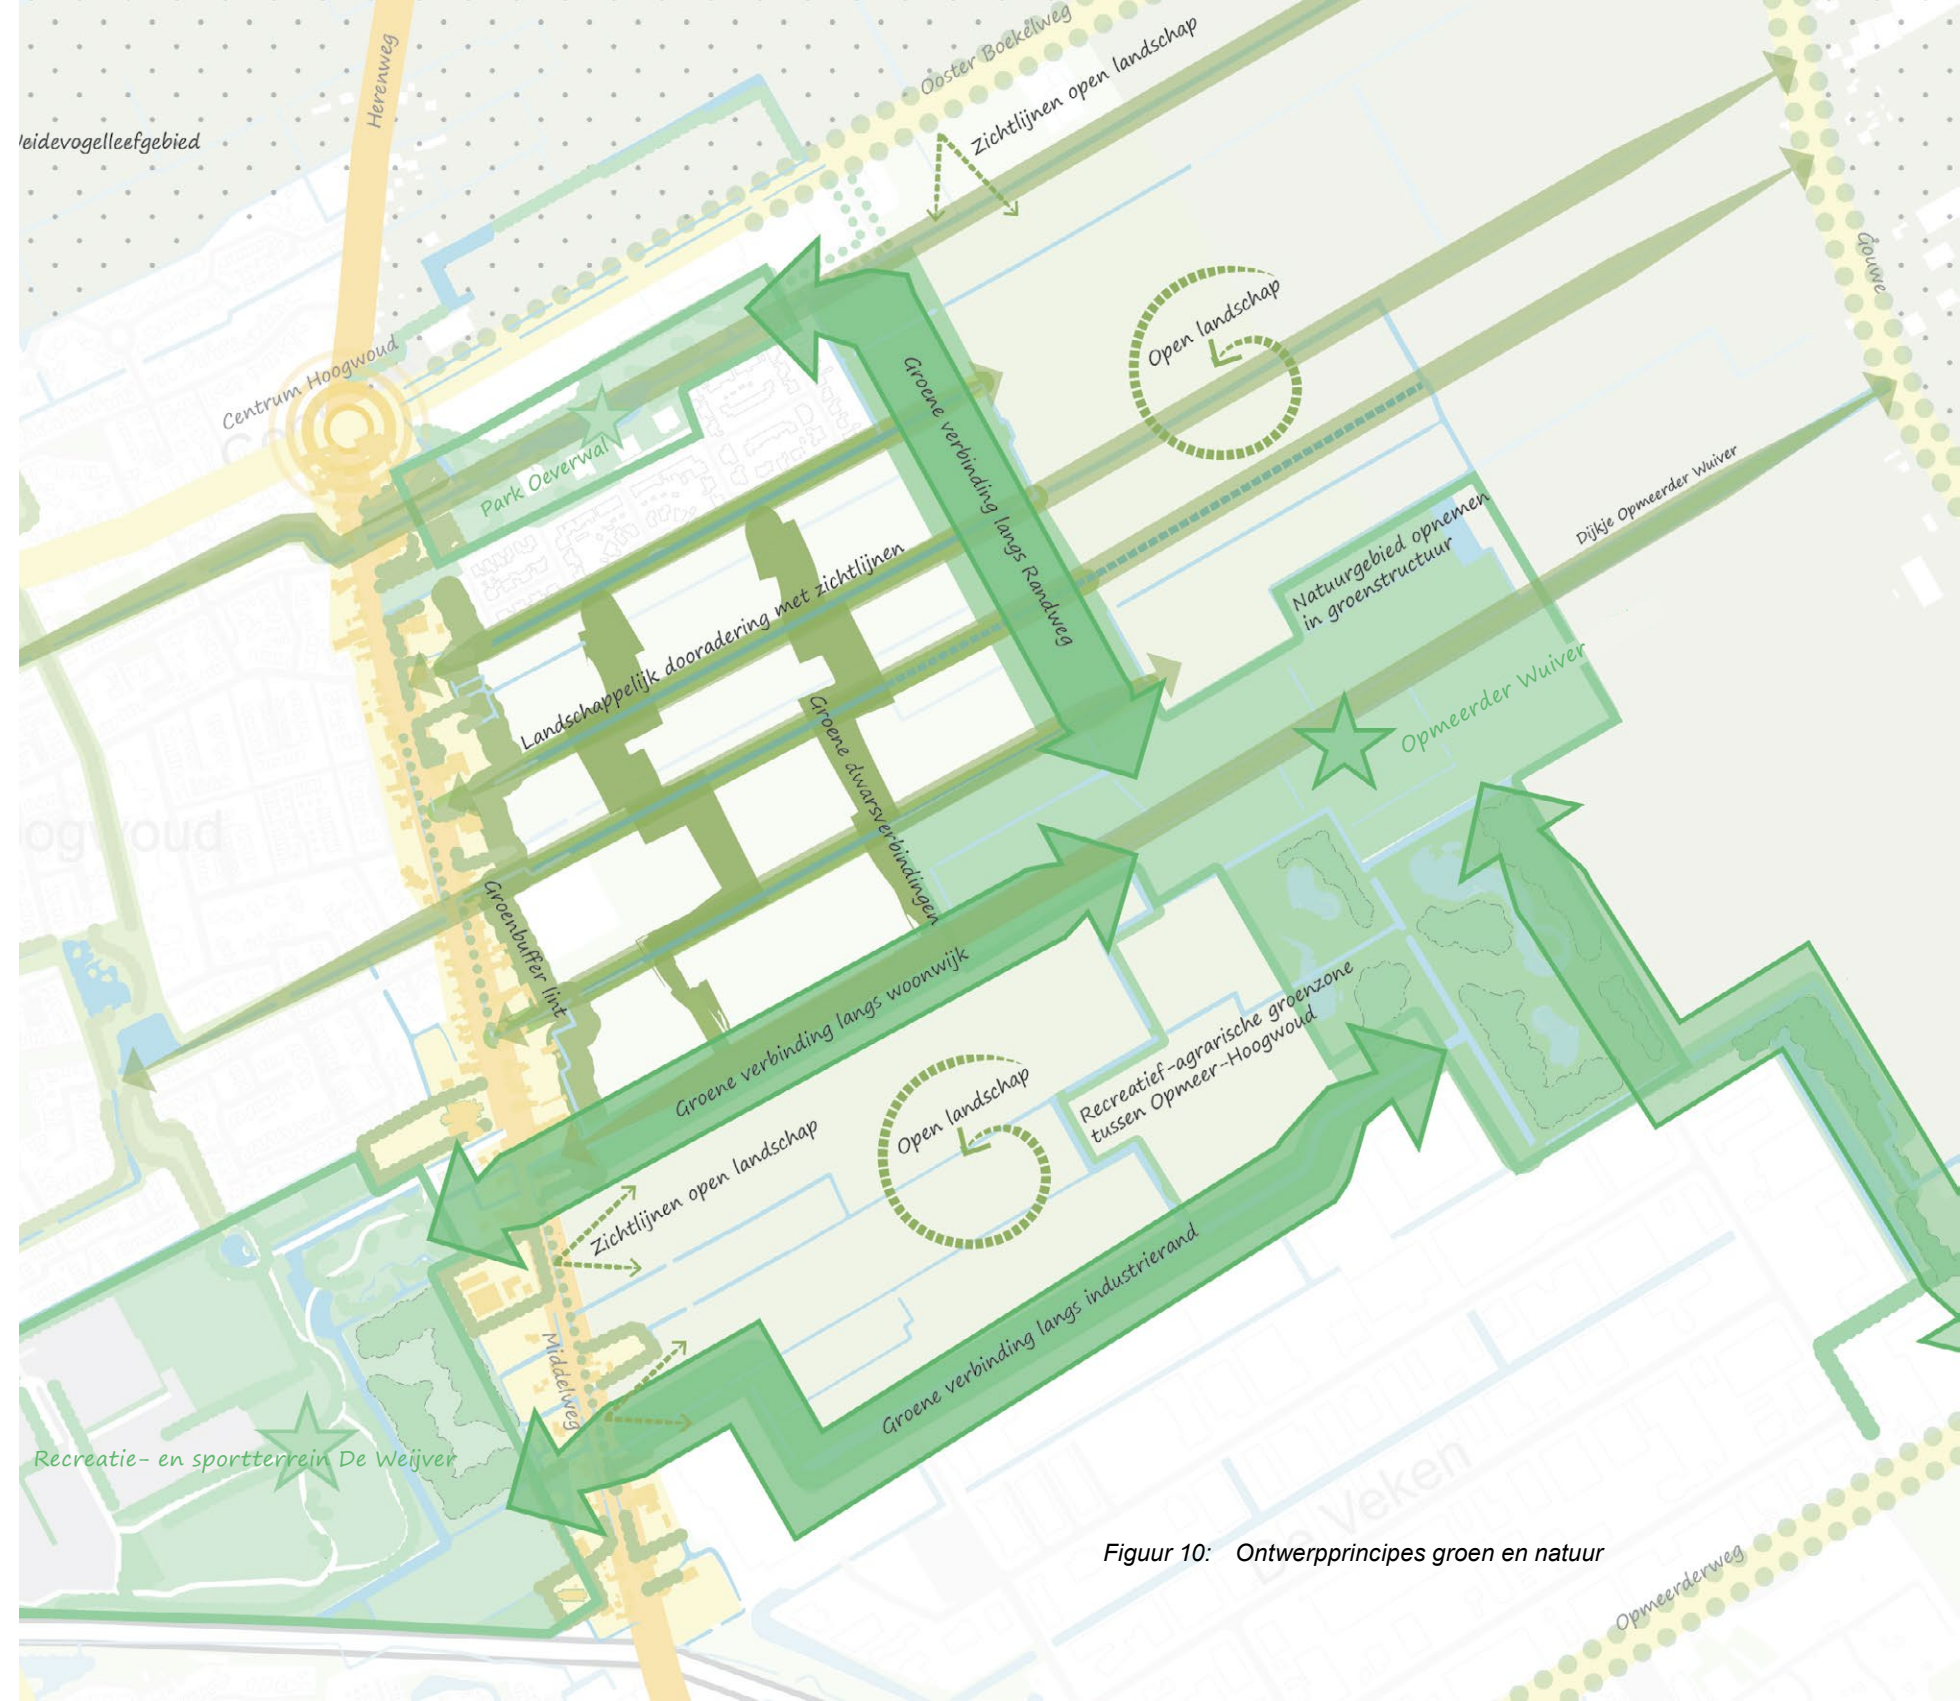 Herenweg
Ooster Boekelweg
Zichtlijnen open landschap
eidevogelleefgebied
Gouwe
Open landschap
Centrum Hoogwoud
Groene verbinding langs Randweg
Park Oeverwal
Dijkje Opmeerder Wuiver
Natuurgebied opnemen
in groenstructuur
Landschappelijk dooradering met zichtlijnen
Opmeerder Wuiver
Groene dwarsverbindingen
ogwoud
Groenbuffer lint
Groene verbinding langs woonwijk
Recreatief-agrarische groenzone
tussen Opmeer-Hoogwoud
Open landschap
Zichtlijnen open landschap
Groene verbinding langs industrierand
Middelweg
Recreatie- en sportterrein De Weijver
De Veken
Figuur 10: Ontwerpprincipes groen en natuur
Opmeerderweg